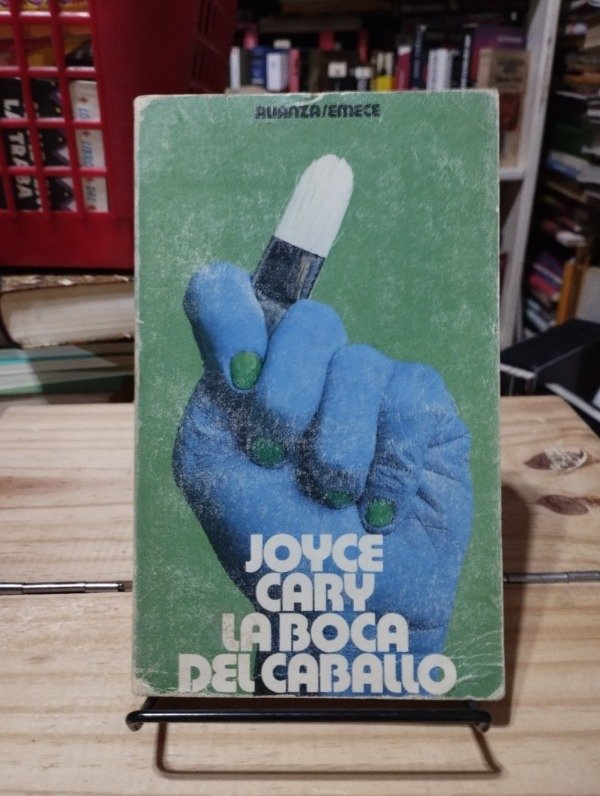 ALIANZA/EMECE
JOYCE
CARY
LA BOCA
DEL CABALLO